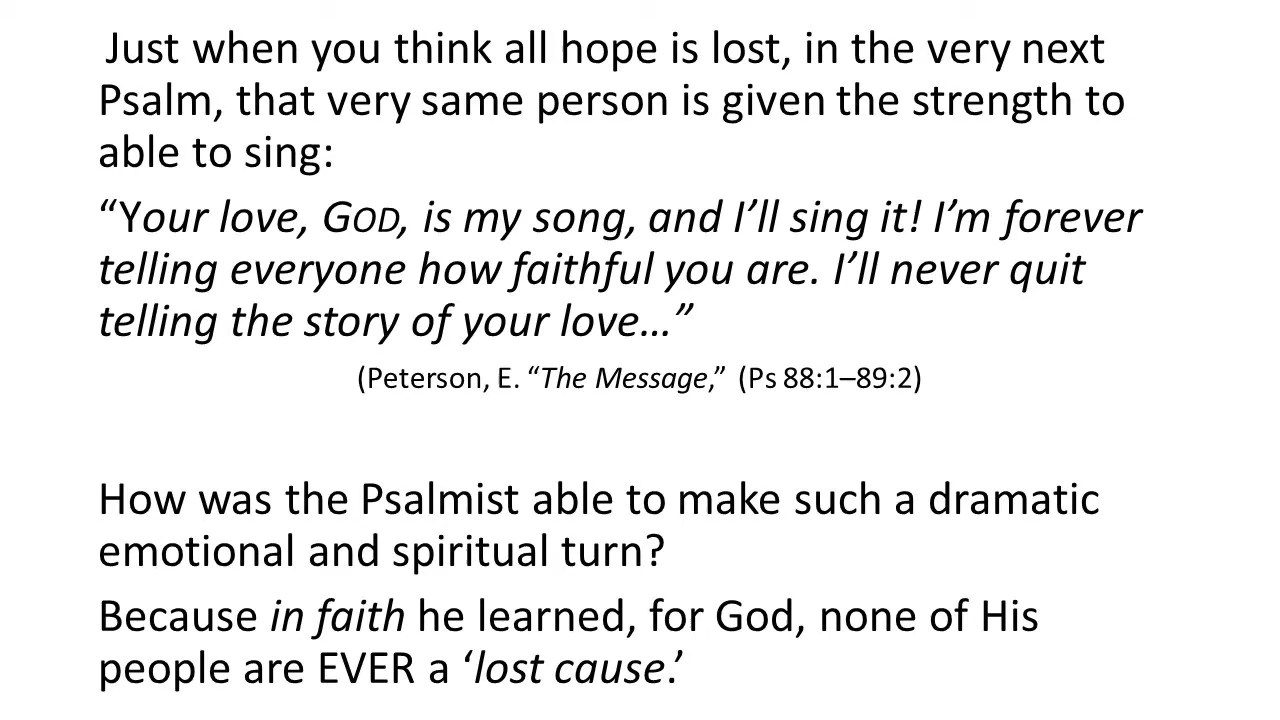 Just when you think all hope is lost, in the very next
Psalm, that very same person is given the strength to
able to sing:
“Your love, GOD, is my song, and I’ll sing it! I’m forever
telling everyone how faithful you are. I’ll never quit
telling the story of your love…”
(Peterson, E. “The Message,” (Ps 88:1–89:2)
How was the Psalmist able to make such a dramatic
emotional and spiritual turn?
Because in faith he learned, for God, none of His
people are EVER a ‘lost cause.’